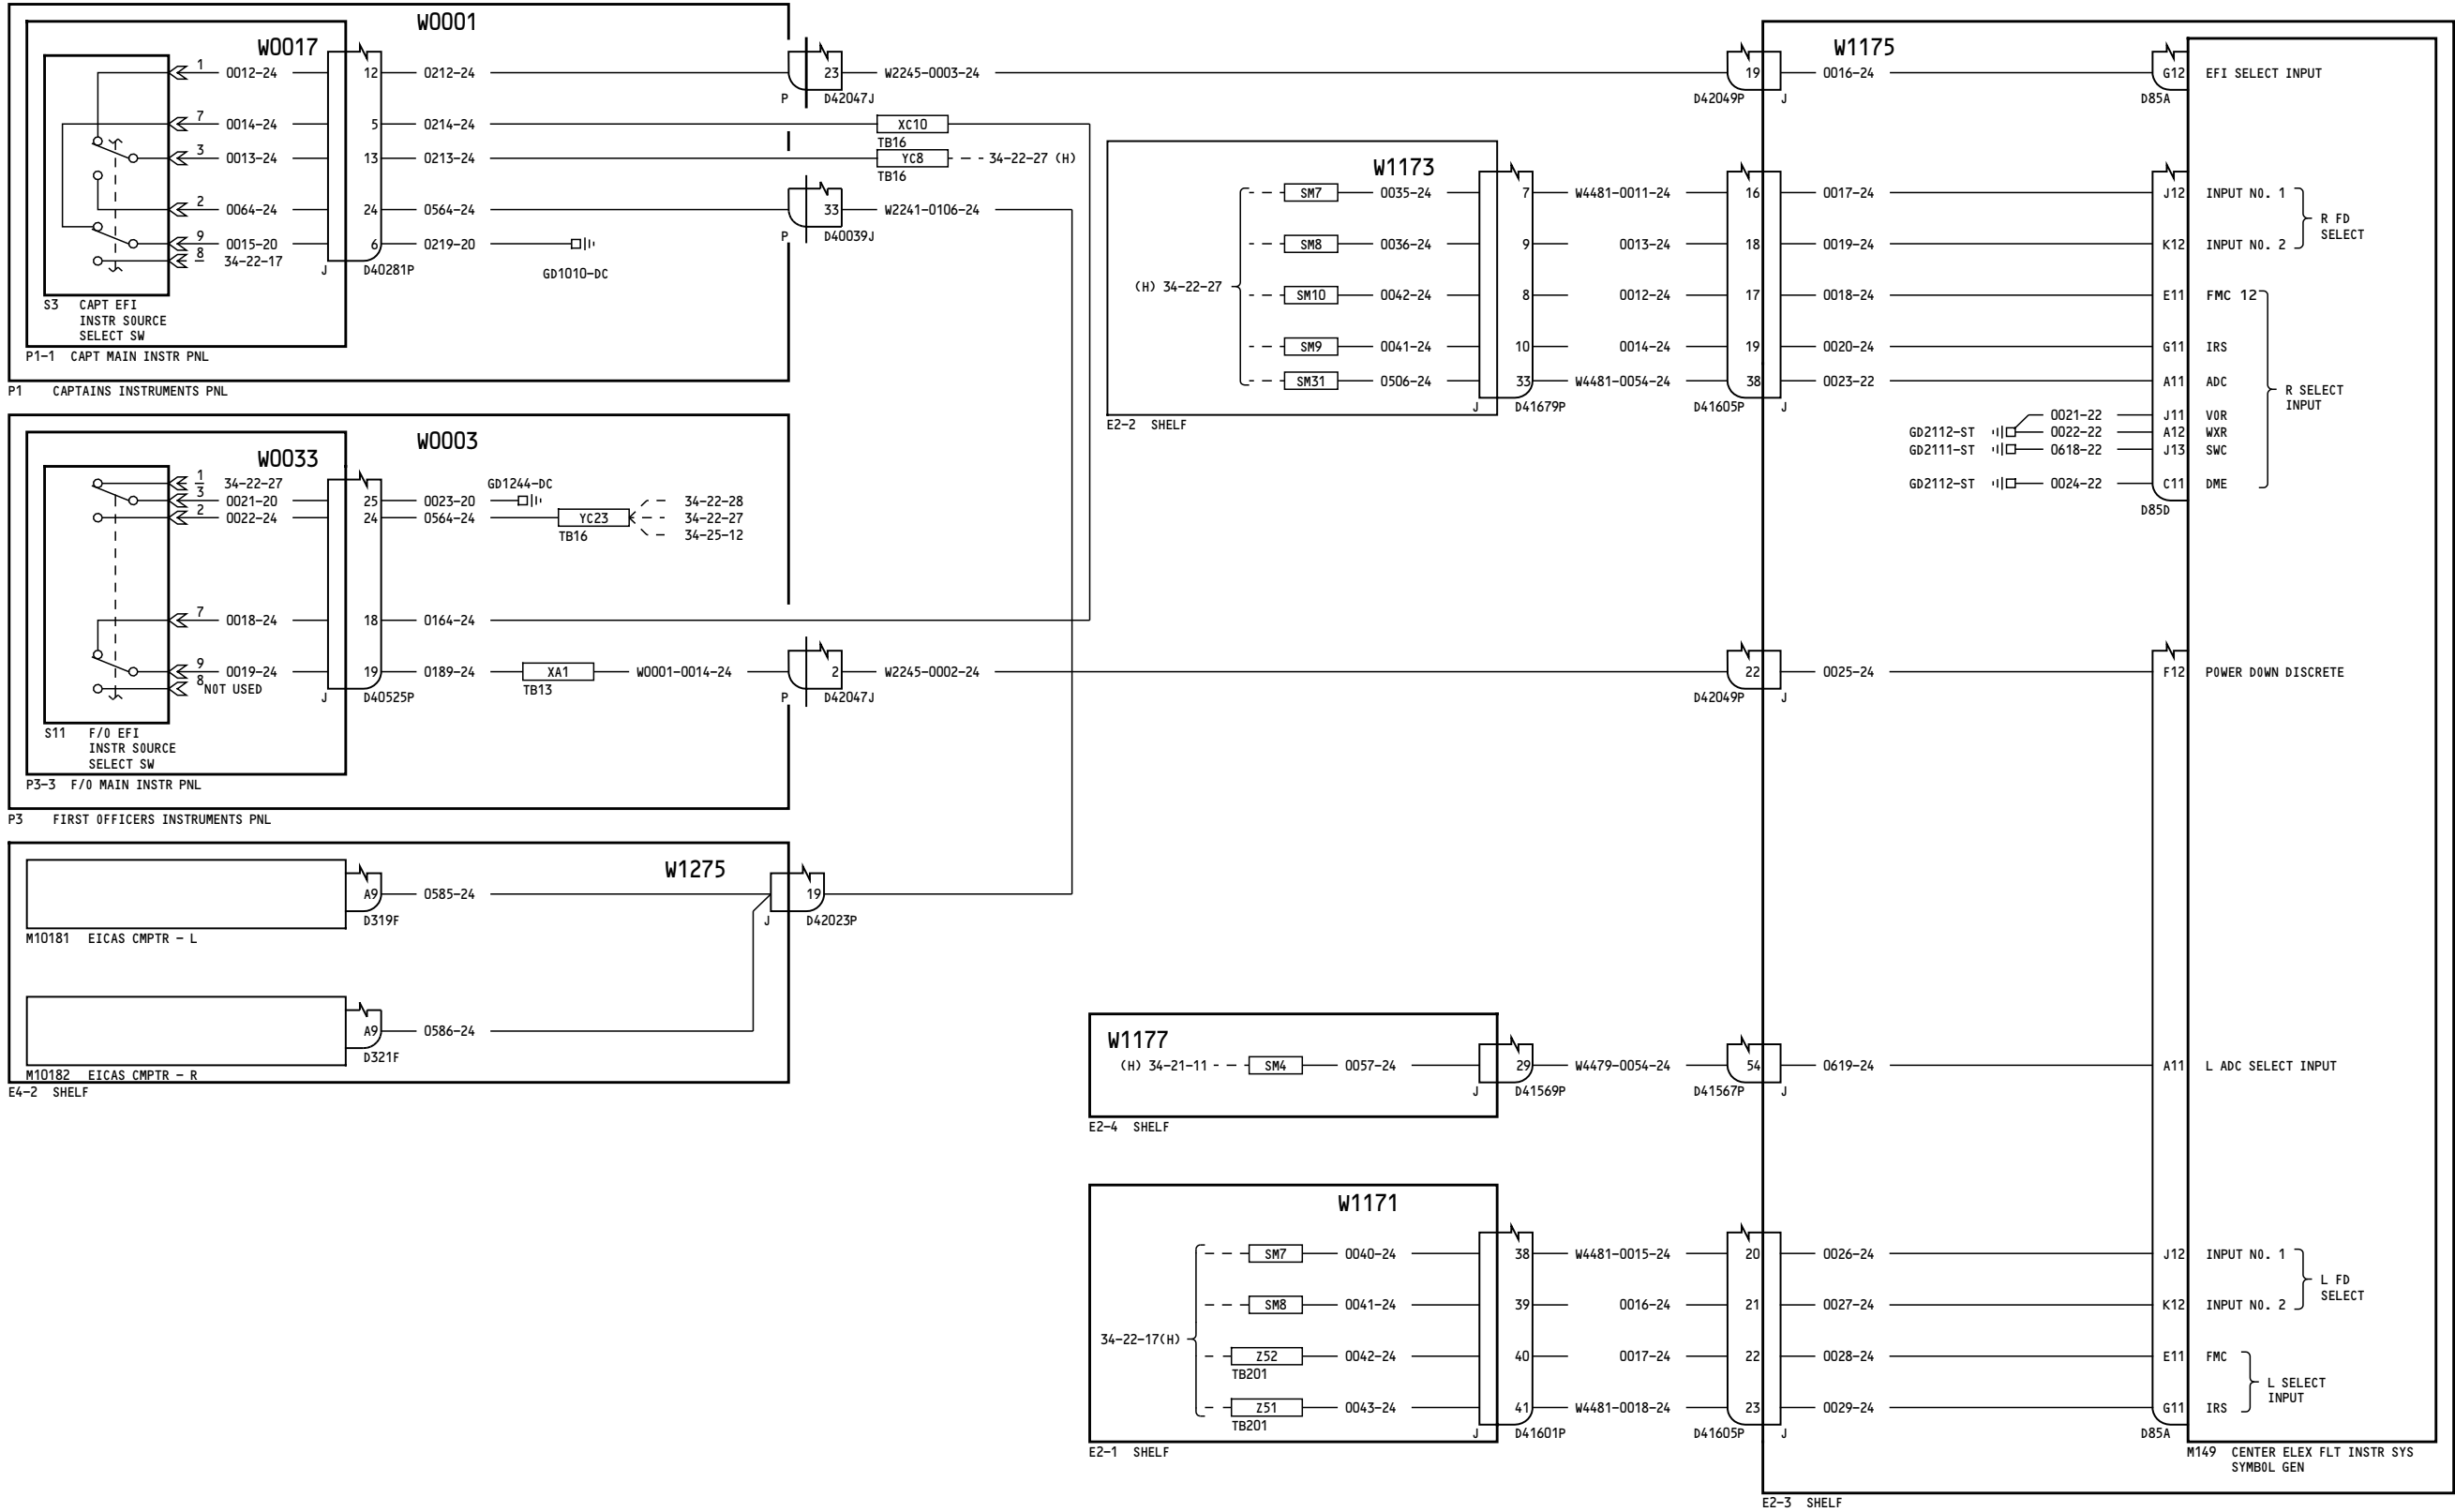 W0001
W0017
1 0012-24 12 0212-24 23 W2245-0003-24 19 0016-24 G12 EFI SELECT INPUT
P D42047J D42049P J D85A
W1175
7 0014-24 5 0214-24 XC10
TB16
3 0013-24 13 0213-24 YC8 34-22-27 (H)
TB16
2 0064-24 24 0564-24 33 W2241-0106-24
P D40039J
9 0015-20 6 0219-20
8 34-22-17
J D40281P
GD1010-DC
S3 CAPT EFI
INSTR SOURCE
SELECT SW
P1-1 CAPT MAIN INSTR PNL
P1 CAPTAINS INSTRUMENTS PNL
W1173
(H) 34-22-27
SM7 0035-24 7 W4481-0011-24 16 0017-24 J12 INPUT NO. 1
SM8 0036-24 9 0013-24 18 0019-24 K12 INPUT NO. 2
R FD
SELECT
SM10 0042-24 8 0012-24 17 0018-24 E11 FMC 12
SM9 0041-24 10 0014-24 19 0020-24 G11 IRS
SM31 0506-24 33 W4481-0054-24 38 0023-22 A11 ADC
J D41679P D41605P J
E2-2 SHELF
R SELECT
INPUT
0021-22 J11 VOR
GD2112-ST 0022-22 A12 WXR
GD2111-ST 0618-22 J13 SWC
GD2112-ST 0024-22 C11 DME
D85D
W0003
W0033
1 34-22-27
3 0021-20 25 0023-20
GD1244-DC
2 0022-24 24 0564-24 YC23
TB16
34-22-28
34-22-27
34-25-12
7 0018-24 18 0164-24
9 0019-24 19 0189-24 XA1 W0001-0014-24 2 W2245-0002-24 22 0025-24 F12 POWER DOWN DISCRETE
8 NOT USED
J D40525P TB13 P D42047J D42049P J
S11 F/O EFI
INSTR SOURCE
SELECT SW
P3-3 F/O MAIN INSTR PNL
P3 FIRST OFFICERS INSTRUMENTS PNL
W1275
A9 0585-24 19
D319F J D42023P
M10181 EICAS CMPTR - L
A9 0586-24
D321F
M10182 EICAS CMPTR - R
E4-2 SHELF
W1177
(H) 34-21-11 SM4 0057-24 29 W4479-0054-24 54 0619-24 A11 L ADC SELECT INPUT
J D41569P D41567P J
E2-4 SHELF
W1171
34-22-17(H)
SM7 0040-24 38 W4481-0015-24 20 0026-24 J12 INPUT NO. 1
SM8 0041-24 39 0016-24 21 0027-24 K12 INPUT NO. 2
L FD
SELECT
Z52 0042-24 40 0017-24 22 0028-24 E11 FMC
TB201
Z51 0043-24 41 W4481-0018-24 23 0029-24 G11 IRS
TB201
L SELECT
INPUT
J D41601P D41605P J D85A
E2-1 SHELF
M149 CENTER ELEX FLT INSTR SYS
SYMBOL GEN
E2-3 SHELF